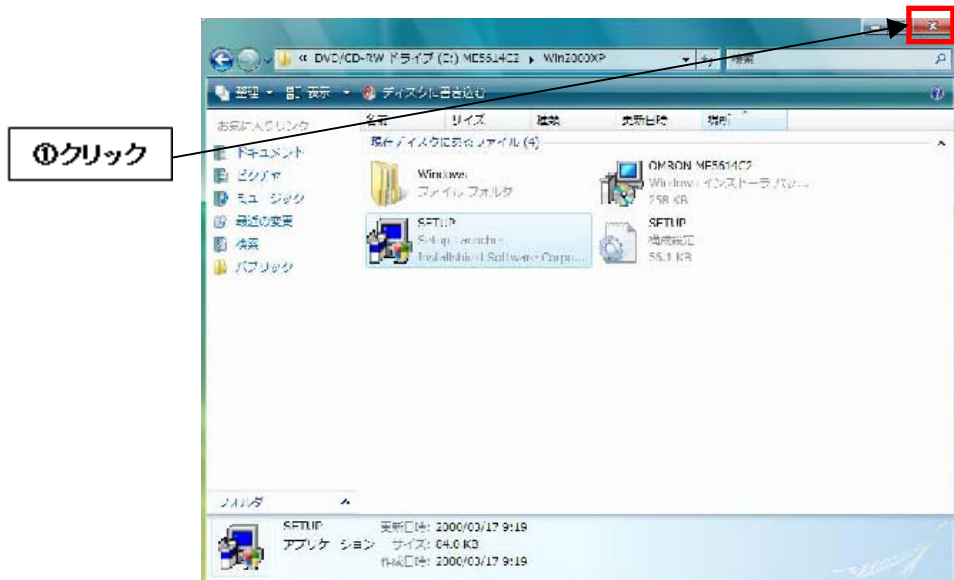 « DVD/CD-RW ドライブ (E:) ME5614C2 ▸ Win2000XP
検索
整理 表示 ディスクに書き込む
お気に入りリンク
ドキュメント
ピクチャ
ミュージック
最近の変更
検索
パブリック
①クリック
名前 サイズ 種類 更新日時 場所
現在ディスクにあるファイル (4)
Windows
ファイル フォルダ
OMRON ME5614C2
Windows インストーラ パッ...
258 KB
SETUP
Setup Launcher
InstallShield Software Corpo...
SETUP
構成設定
56.1 KB
フォルダ
SETUP
アプリケーション
更新日時: 2000/03/17 9:19
サイズ: 64.0 KB
作成日時: 2000/03/17 9:19